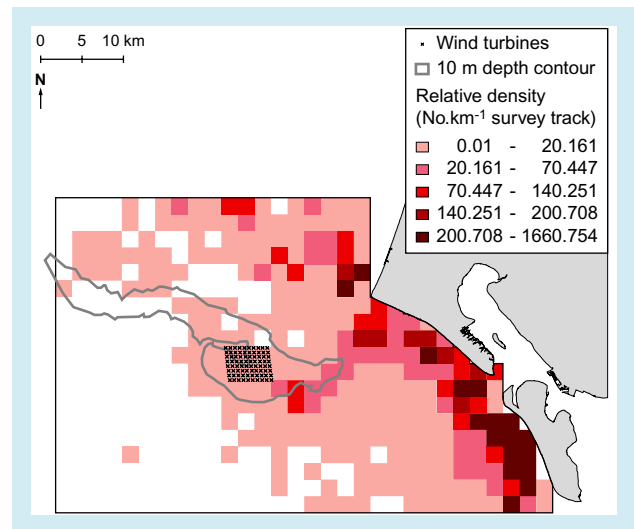 0 5 10 km
N
Wind turbines
10 m depth contour
Relative density
(No.km-1 survey track)
0.01 - 20.161
20.161 - 70.447
70.447 - 140.251
140.251 - 200.708
200.708 - 1660.754